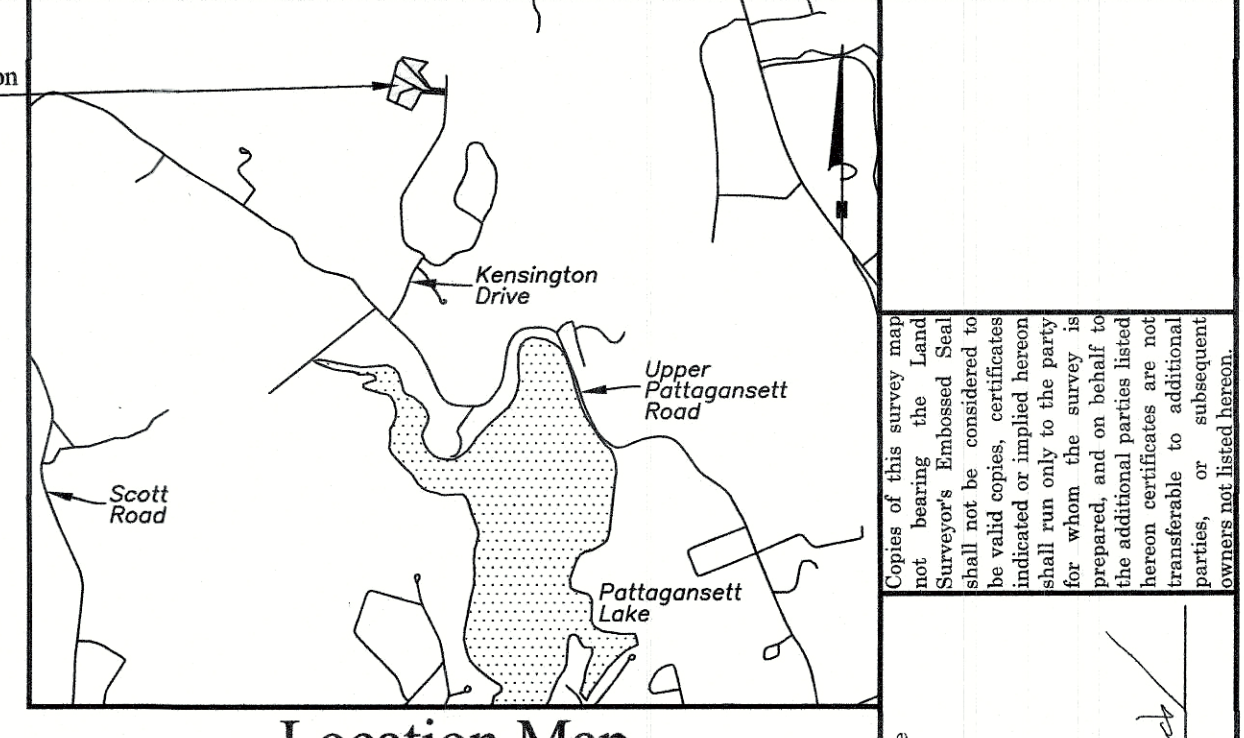 on
Kensington
Drive
Upper
Pattagansett
Road
Scott
Road
Pattagansett
Lake
Location Map
Copies of this survey map
not bearing the Land
Surveyor's Embossed Seal
shall not be considered to
be valid copies, certificates
indicated or implied hereon
shall run only to the party
for whom the survey is
prepared, and on behalf to
the additional parties listed
hereon certificates are not
transferable to additional
parties, or subsequent
owners not listed hereon.